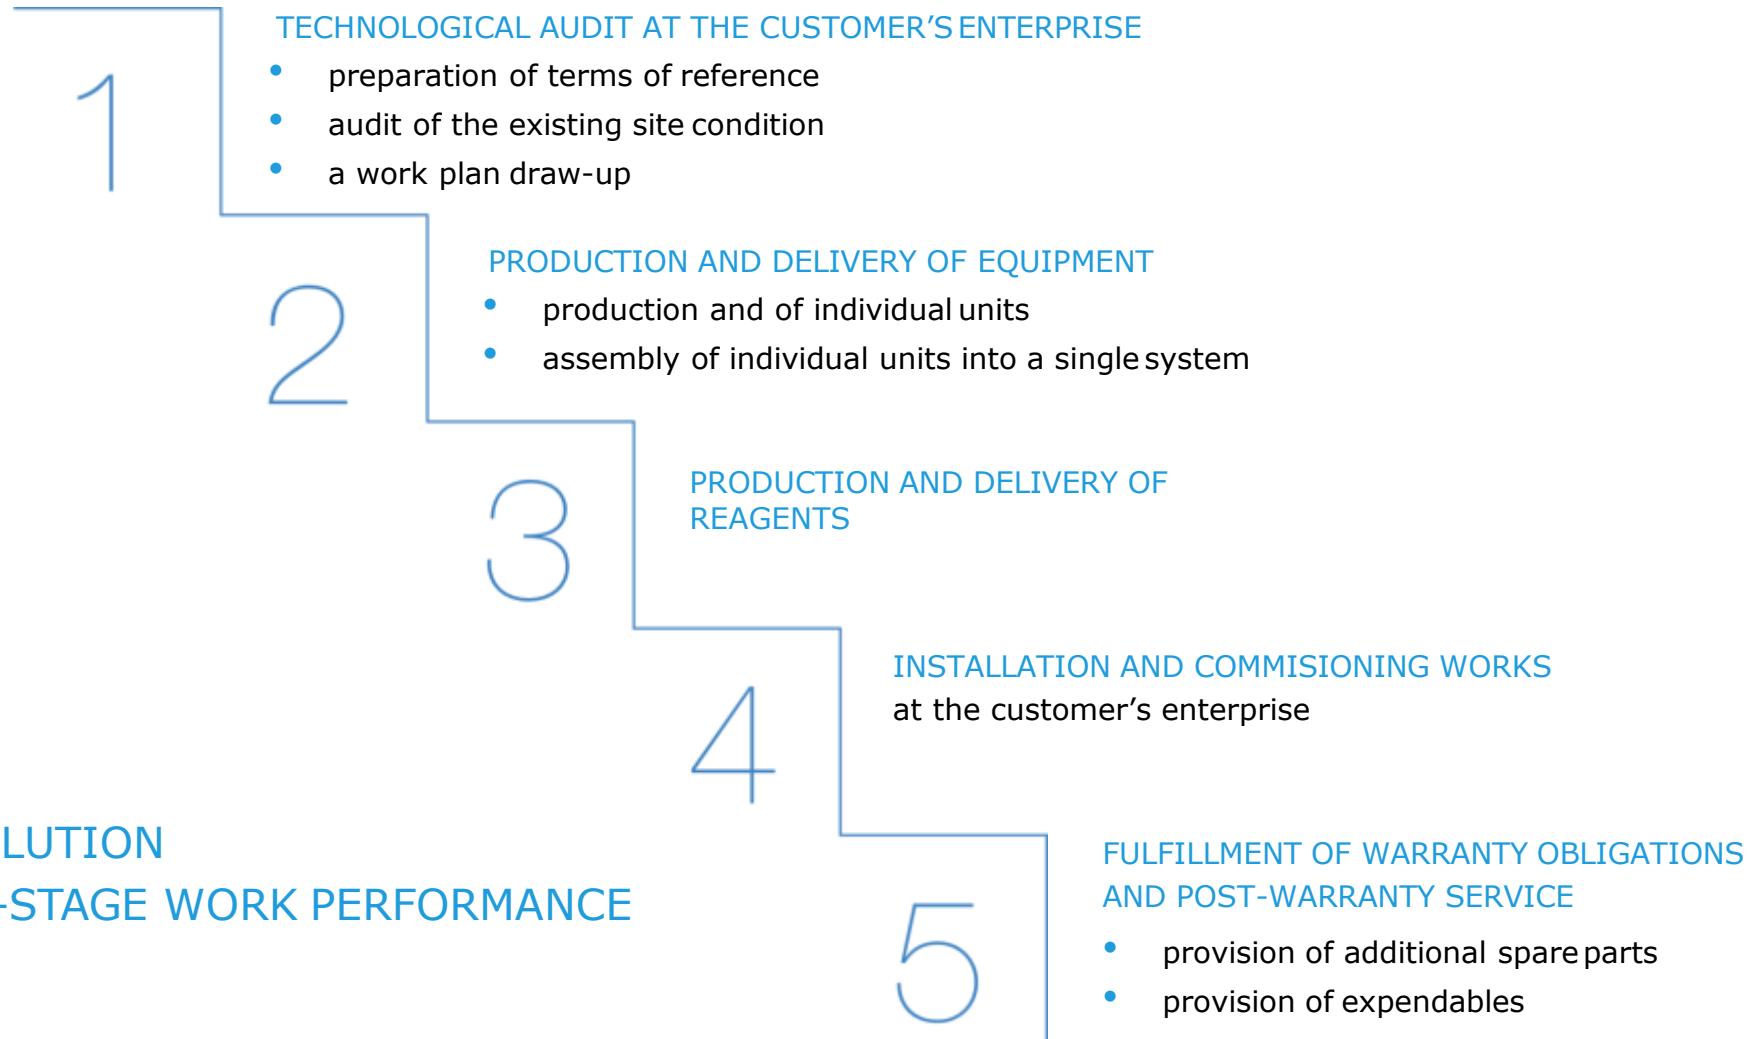 1
TECHNOLOGICAL AUDIT AT THE CUSTOMER’S ENTERPRISE
• preparation of terms of reference
• audit of the existing site condition
• a work plan draw-up
2
PRODUCTION AND DELIVERY OF EQUIPMENT
• production and of individual units
• assembly of individual units into a single system
3
PRODUCTION AND DELIVERY OF
REAGENTS
4
INSTALLATION AND COMMISIONING WORKS
at the customer’s enterprise
LUTION
-STAGE WORK PERFORMANCE
5
FULFILLMENT OF WARRANTY OBLIGATIONS
AND POST-WARRANTY SERVICE
• provision of additional spare parts
• provision of expendables